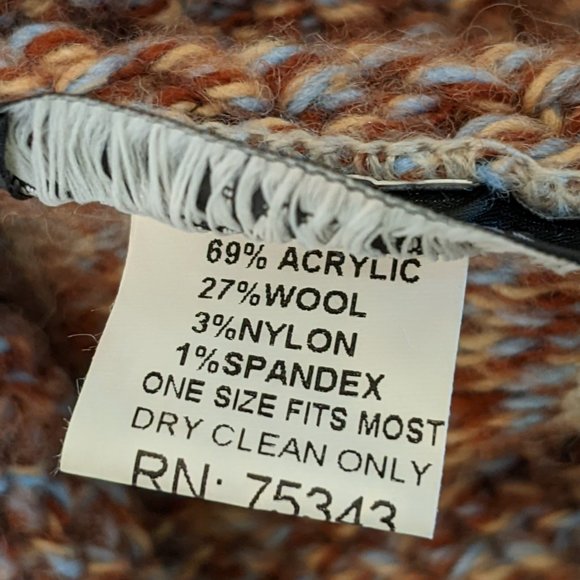 69% ACRYLIC
27%WOOL
3%NYLON
1%SPANDEX
ONE SIZE FITS MOST
DRY CLEAN ONLY
RN: 75343